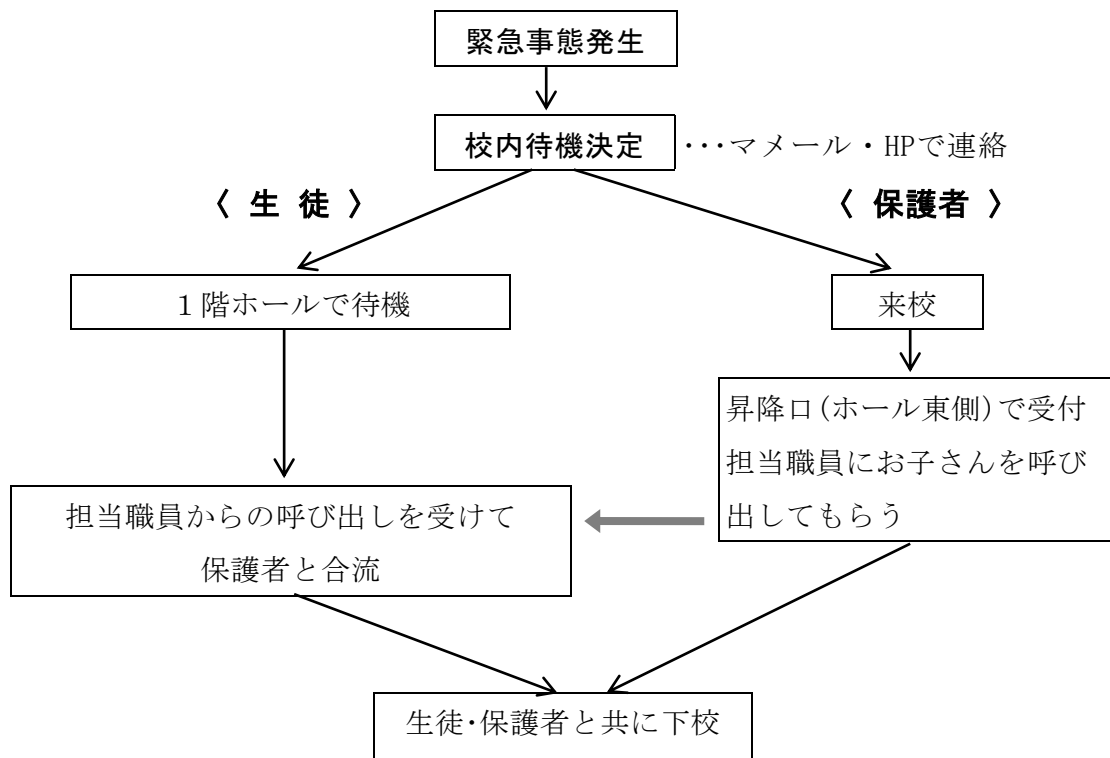 緊急事態発生
校内待機決定
･･･マメール・HPで連絡
〈 生 徒 〉
〈 保護者 〉
１階ホールで待機
来校
昇降口(ホール東側)で受付
担当職員にお子さんを呼び
出してもらう
担当職員からの呼び出しを受けて
保護者と合流
生徒･保護者と共に下校